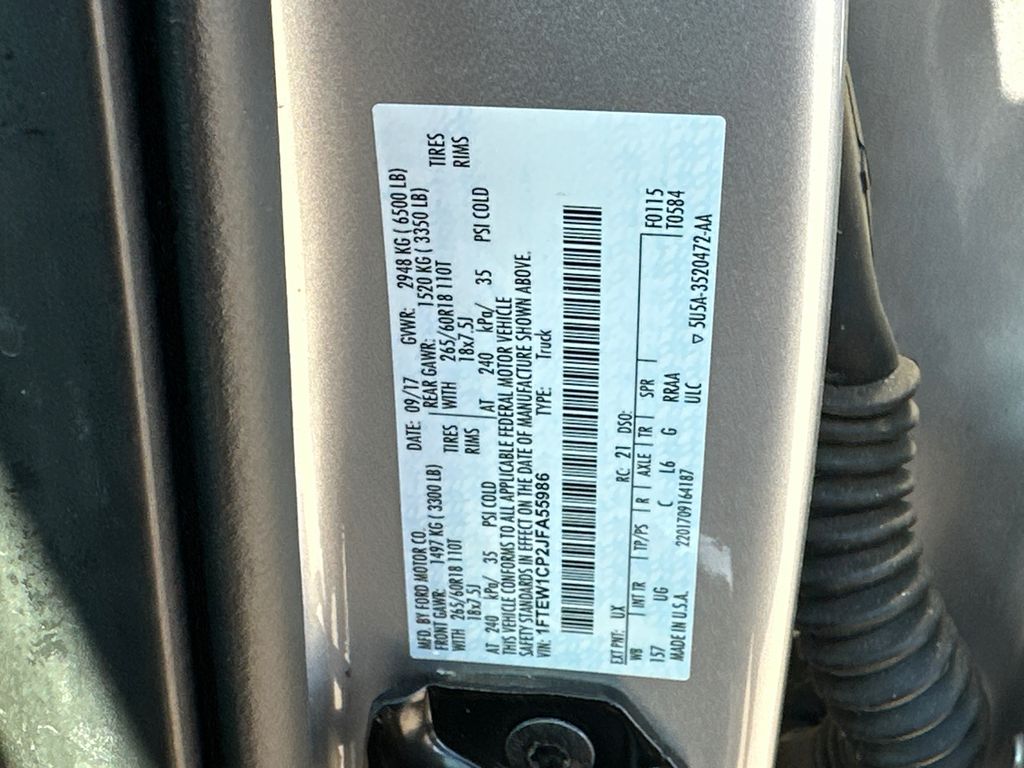 MFD. BY FORD MOTOR CO.
DATE: 09/17 GVWR: 2948 KG ( 6500 LB)
FRONT GAWR: 1497 KG ( 3300 LB) REAR GAWR: 1520 KG ( 3350 LB)
WITH 265/60R18 110T TIRES WITH 265/60R18 110T TIRES
18x7.5J RIMS 18x7.5J RIMS
AT 240 kPa/ 35 PSI COLD AT 240 kPa/ 35 PSI COLD
THIS VEHICLE CONFORMS TO ALL APPLICABLE FEDERAL MOTOR VEHICLE
SAFETY STANDARDS IN EFFECT ON THE DATE OF MANUFACTURE SHOWN ABOVE.
VIN: 1FTEW1CP2JFA55986 TYPE: Truck
EXT PNT: UX RC: 21 DSO:
WB INT TR TP/PS R AXLE TR SPR F0115
157 UG C L6 G RBAA T0584
MADE IN U.S.A. 2201709164187 ULC ▽ 5U5A-3520472-AA